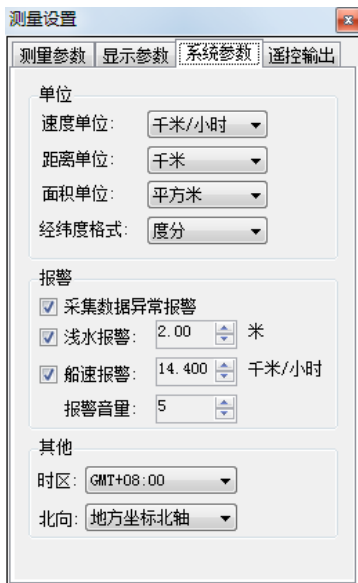 测量设置
测量参数 显示参数 系统参数 遥控输出
单位
速度单位: 千米/小时
距离单位: 千米
面积单位: 平方米
经纬度格式: 度分
报警
采集数据异常报警
浅水报警: 2.00 米
船速报警: 14.400 千米/小时
报警音量: 5
其他
时区: GMT+08:00
北向: 地方坐标北轴